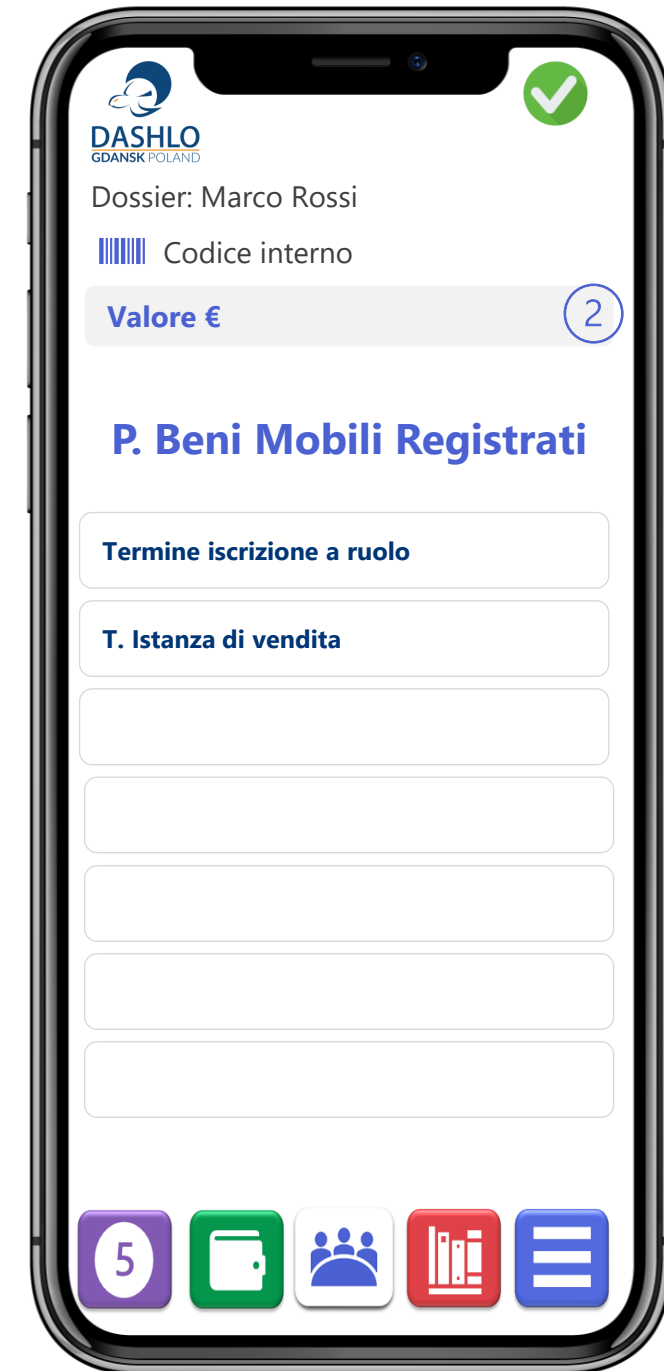 DASHLO
GDANSK POLAND
Dossier: Marco Rossi
Codice interno
Valore €
2
P. Beni Mobili Registrati
Termine iscrizione a ruolo
T. Istanza di vendita
5